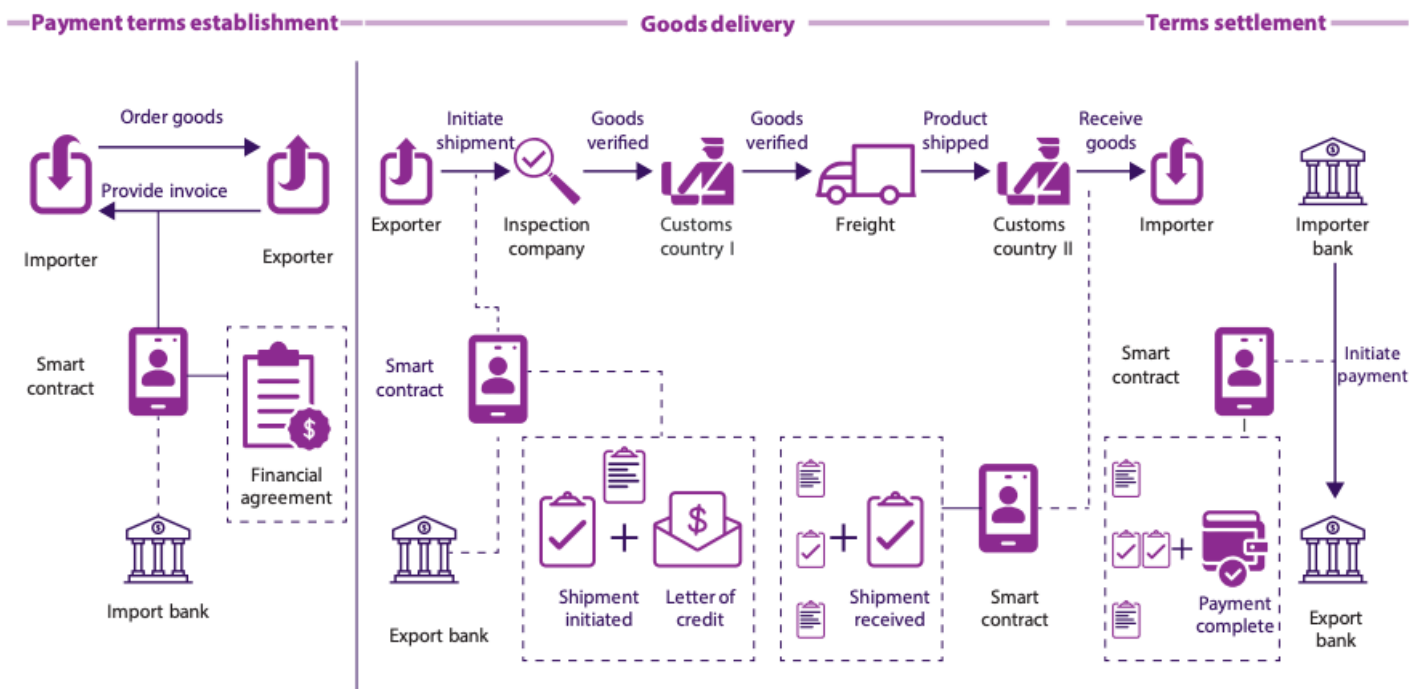 Payment terms establishment
Goods delivery
Terms settlement
Order goods
Provide invoice
Importer
Exporter
Smart
contract
$
Financial
agreement
$
Import bank
Initiate
shipment
Goods
verified
Goods
verified
Product
shipped
Receive
goods
Exporter
Inspection
company
Customs
country I
Freight
Customs
country II
Importer
Smart
contract
$
Export bank
$
+
Shipment
initiated
Letter of
credit
+
Shipment
received
Smart
contract
$
Importer
bank
Smart
contract
Initiate
payment
+
Payment
complete
$
Export
bank